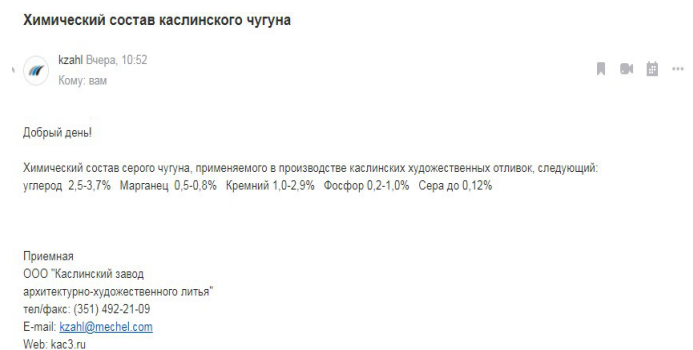 Химический состав каслинского чугуна
kzahl Вчера, 10:52
Кому: вам
Добрый день!
Химический состав серого чугуна, применяемого в производстве каслинских художественных отливок, следующий:
углерод 2,5-3,7% Марганец 0,5-0,8% Кремний 1,0-2,9% Фосфор 0,2-1,0% Сера до 0,12%
Приемная
ООО "Каслинский завод
архитектурно-художественного литья"
тел/факс: (351) 492-21-09
E-mail: kzahl@mechel.com
Web: kac3.ru